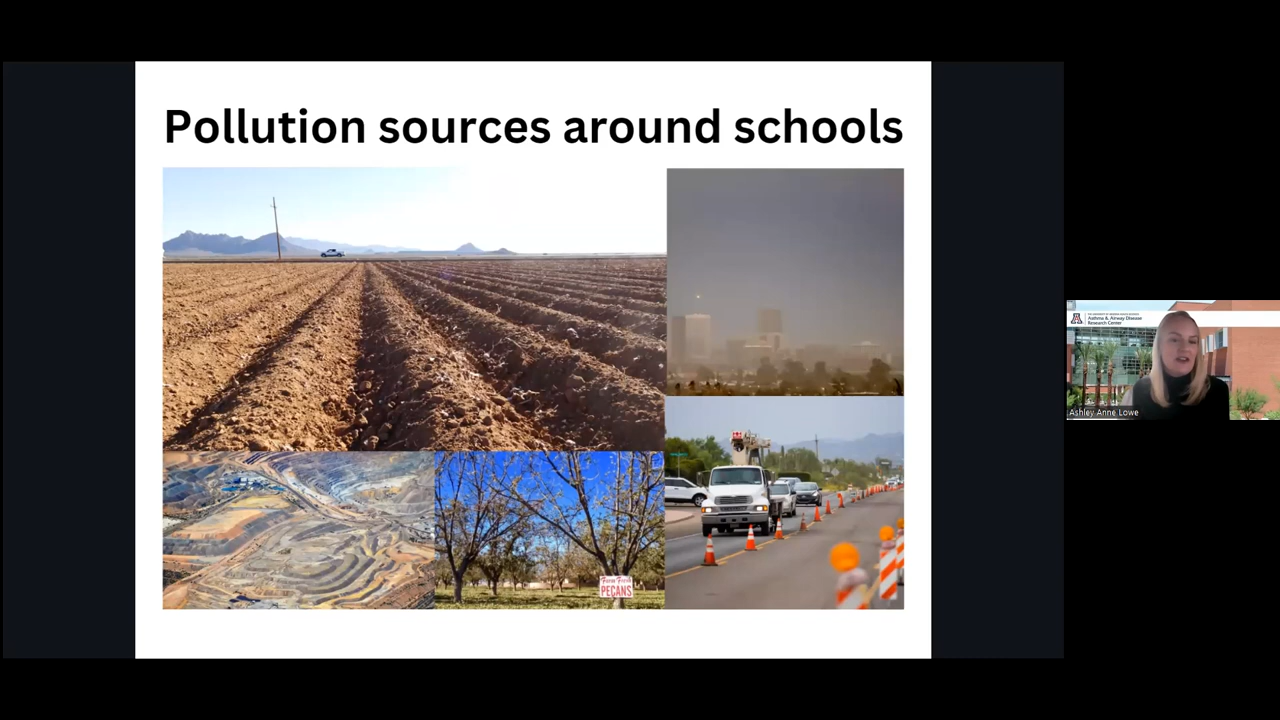 Pollution sources around schools
Farm Fresh
PECANS
Asthma & Airway Disease
Research Center
Ashley Anne Lowe